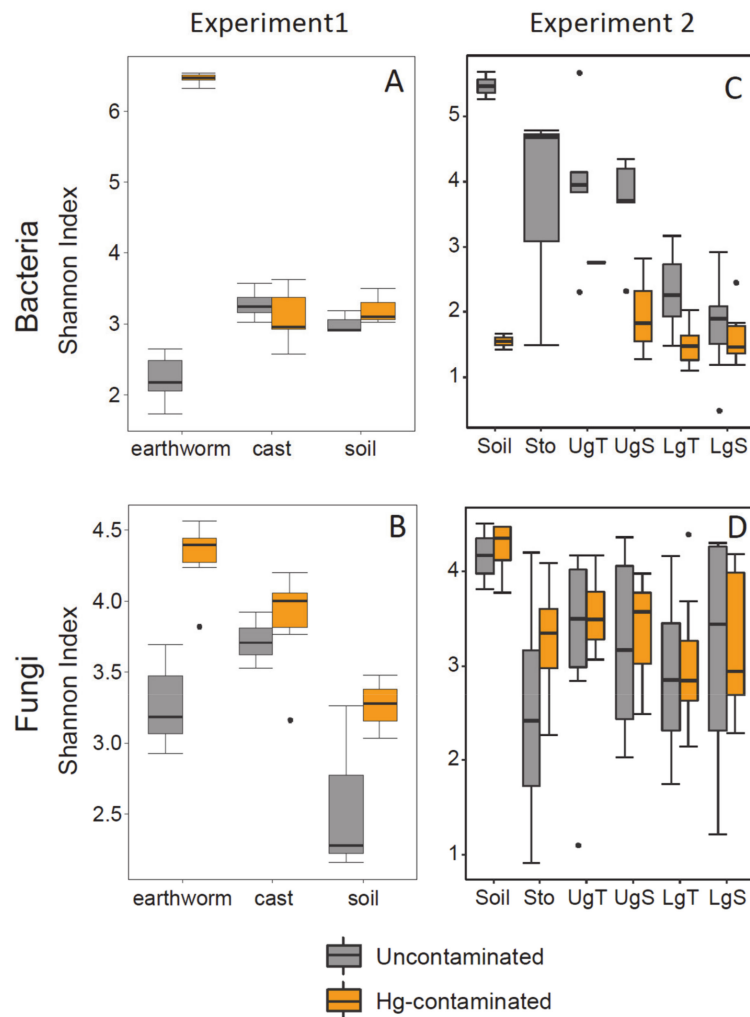 Experiment1
Experiment 2
Bacteria
Shannon Index
A
6
5
4
3
2
earthworm cast soil
C
5
4
3
2
1
Soil Sto UgT UgS LgT LgS
Fungi
Shannon Index
B
4.5
4.0
3.5
3.0
2.5
earthworm cast soil
D
4
3
2
1
Soil Sto UgT UgS LgT LgS
Uncontaminated
Hg-contaminated